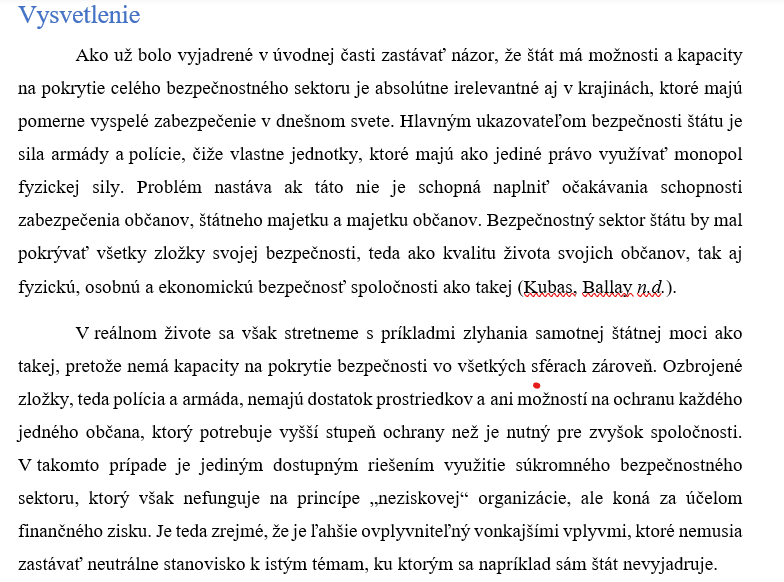 Vysvetlenie
Ako už bolo vyjadrené v úvodnej časti zastávať názor, že štát má možnosti a kapacity
na pokrytie celého bezpečnostného sektoru je absolútne irelevantné aj v krajinách, ktoré majú
pomerne vyspelé zabezpečenie v dnešnom svete. Hlavným ukazovateľom bezpečnosti štátu je
sila armády a polície, čiže vlastne jednotky, ktoré majú ako jediné právo využívať monopol
fyzickej sily. Problém nastáva ak táto nie je schopná naplniť očakávania schopnosti
zabezpečenia občanov, štátneho majetku a majetku občanov. Bezpečnostný sektor štátu by mal
pokrývať všetky zložky svojej bezpečnosti, teda ako kvalitu života svojich občanov, tak aj
fyzickú, osobnú a ekonomickú bezpečnosť spoločnosti ako takej (Kubas, Ballay n.d.).
V reálnom živote sa však stretneme s príkladmi zlyhania samotnej štátnej moci ako
takej, pretože nemá kapacity na pokrytie bezpečnosti vo všetkých sférach zároveň. Ozbrojené
zložky, teda polícia a armáda, nemajú dostatok prostriedkov a ani možností na ochranu každého
jedného občana, ktorý potrebuje vyšší stupeň ochrany než je nutný pre zvyšok spoločnosti.
V takomto prípade je jediným dostupným riešením využitie súkromného bezpečnostného
sektoru, ktorý však nefunguje na princípe „neziskovej“ organizácie, ale koná za účelom
finančného zisku. Je teda zrejmé, že je ľahšie ovplyvniteľný vonkajšími vplyvmi, ktoré nemusia
zastávať neutrálne stanovisko k istým témam, ku ktorým sa napríklad sám štát nevyjadruje.